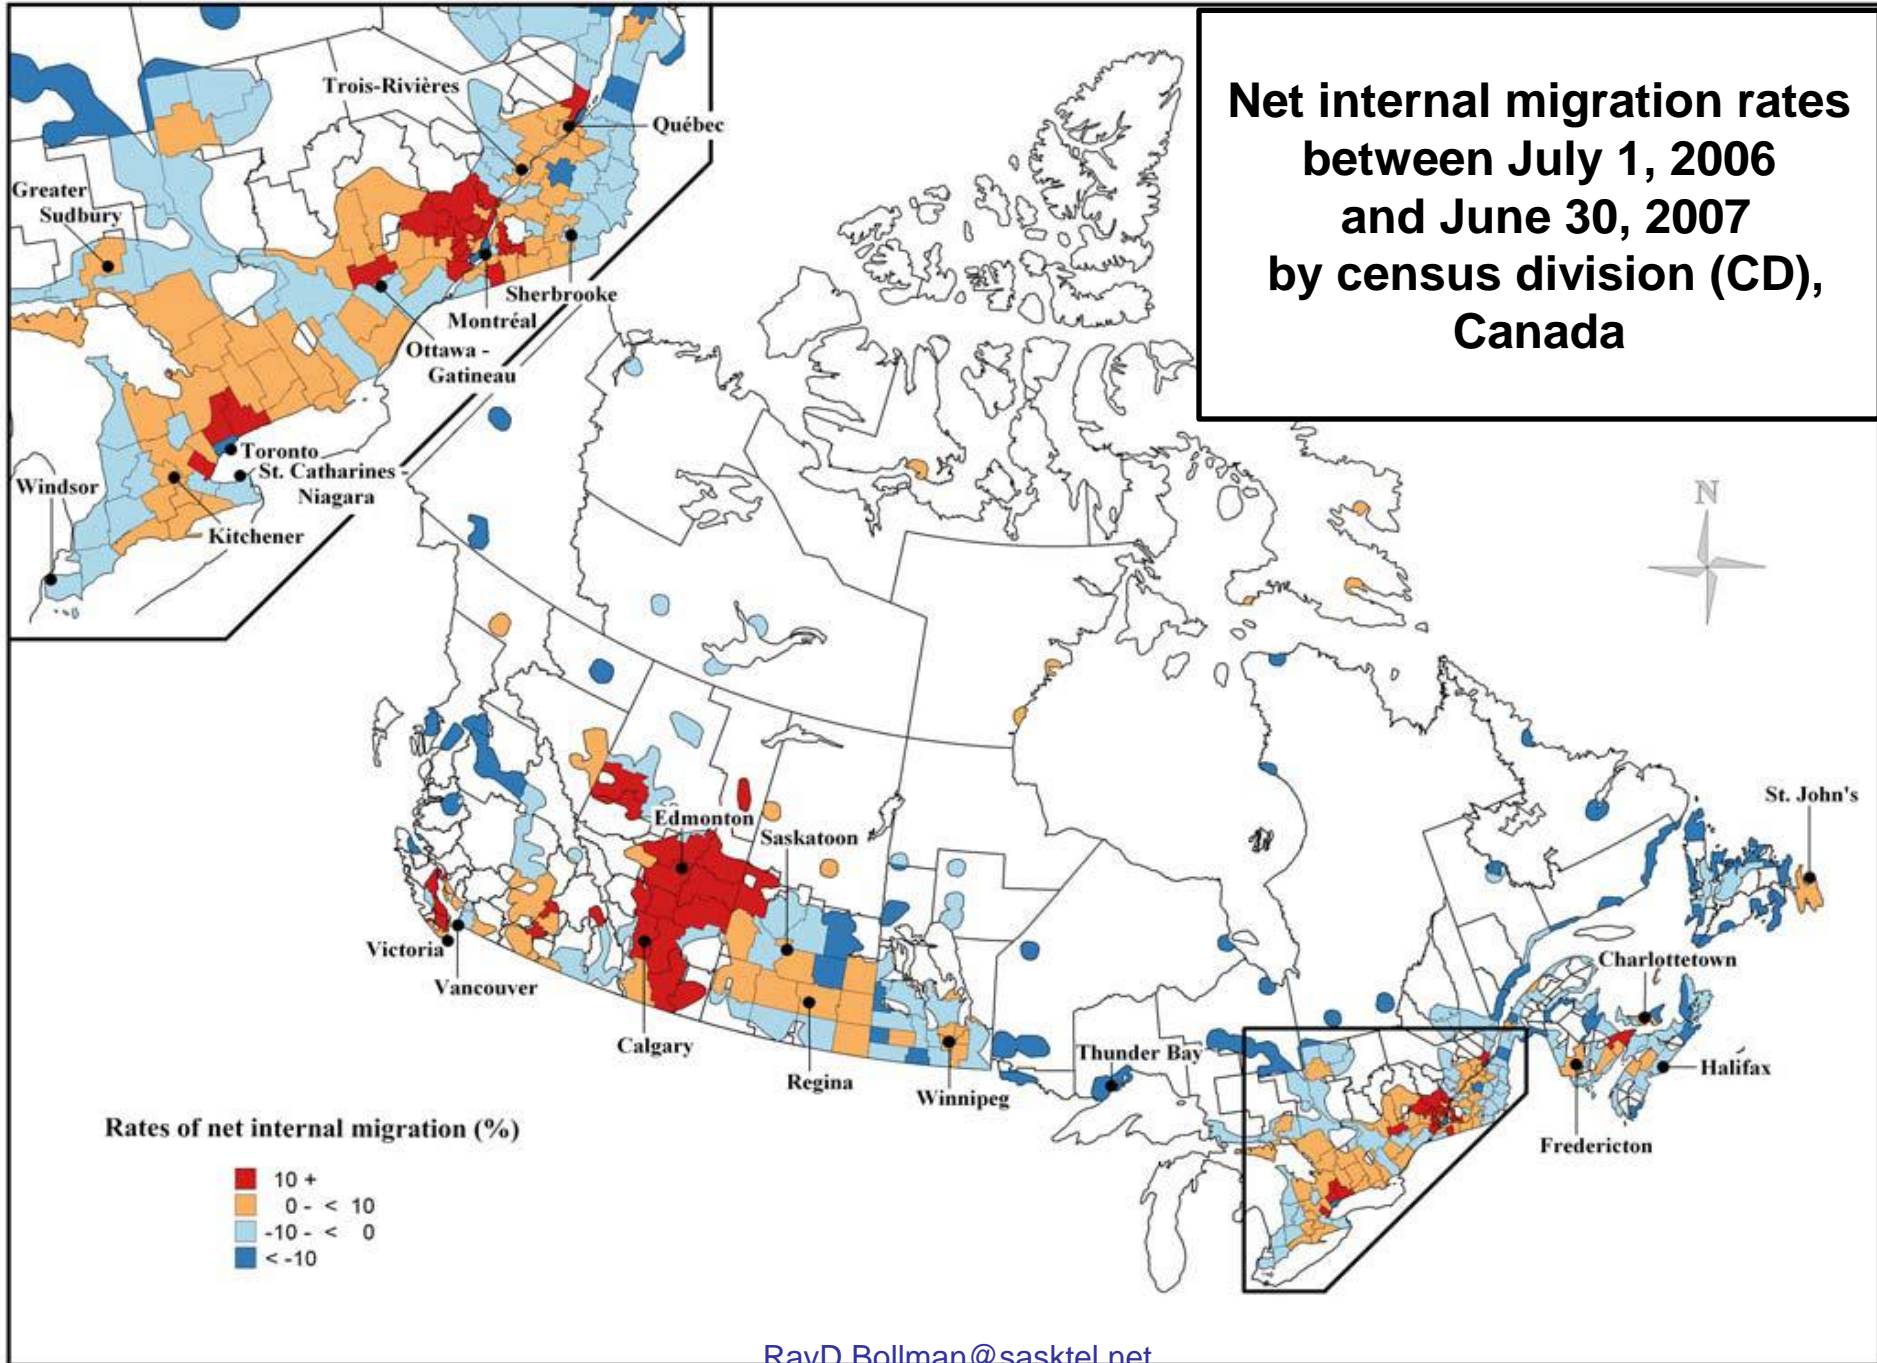 Net internal migration rates
between July 1, 2006
and June 30, 2007
by census division (CD),
Canada
Trois-Rivières
Québec
Greater
Sudbury
Sherbrooke
Montréal
Ottawa -
Gatineau
Toronto
St. Catharines -
Niagara
Windsor
Kitchener
N
Edmonton
Saskatoon
St. John's
Victoria
Vancouver
Charlottetown
Calgary
Regina
Winnipeg
Thunder Bay
Halifax
Fredericton
Rates of net internal migration (%)
10 +
0 - < 10
-10 - < 0
< -10
RayD.Bollman@sasktel.net